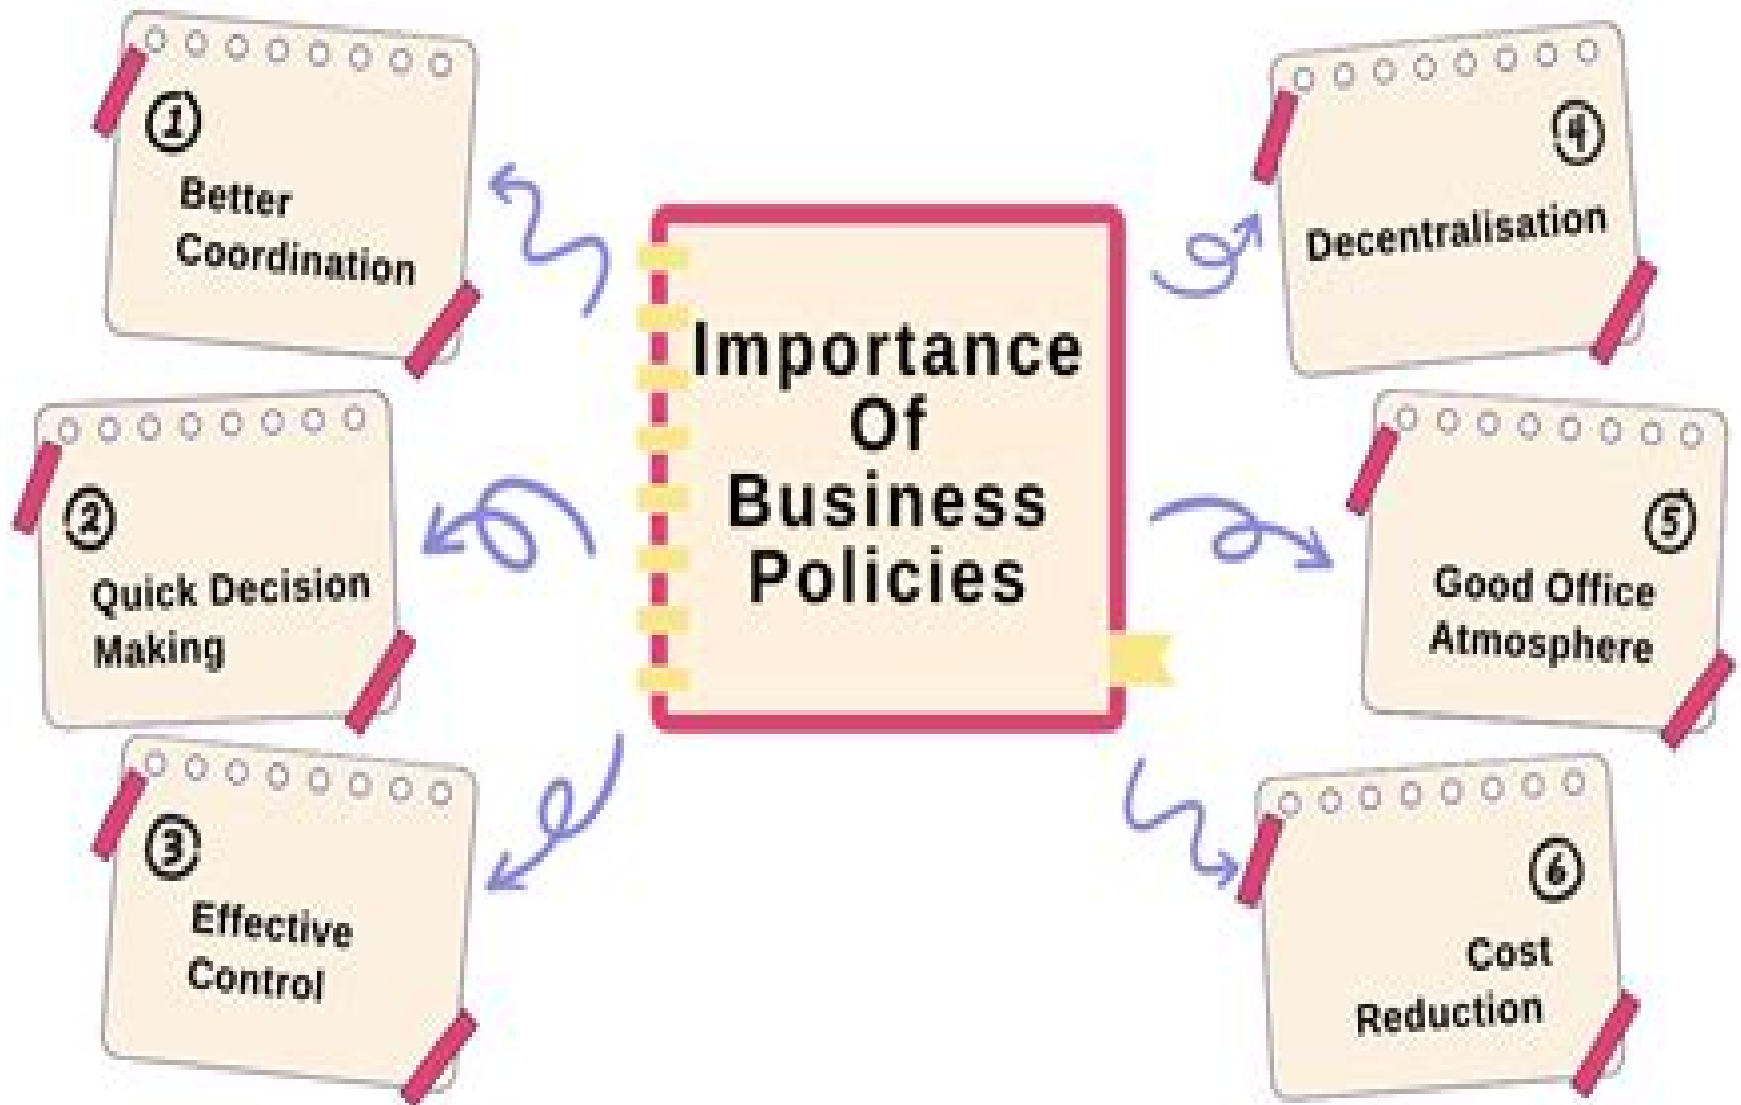 Importance
Of
Business
Policies
1
Better
Coordination
2
Quick Decision
Making
3
Effective
Control
4
Decentralisation
5
Good Office
Atmosphere
6
Cost
Reduction